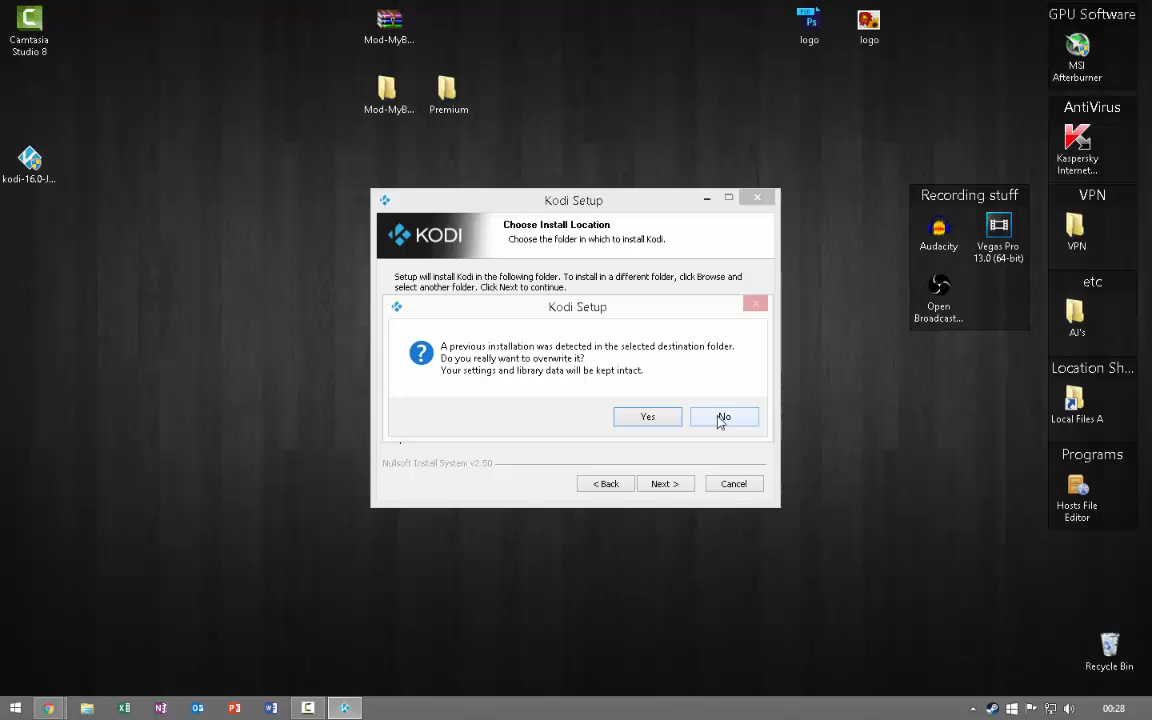 Camtasia
Studio 8
Mod-MyB...
logo
logo
GPU Software
MSI
Afterburner
Mod-MyB...
Premium
AntiVirus
Kaspersky
Internet...
kodi-16.0-J...
Recording stuff
Audacity
Vegas Pro
13.0 (64-bit)
Open
Broadcast...
VPN
VPN
etc
AJ's
Location Sh...
Local Files A
Programs
Hosts File
Editor
Kodi Setup
KODI
Choose Install Location
Choose the folder in which to install Kodi.
Setup will install Kodi in the following folder. To install in a different folder, click Browse and
select another folder. Click Next to continue.
Kodi Setup
A previous installation was detected in the selected destination folder.
Do you really want to overwrite it?
Your settings and library data will be kept intact.
Yes
No
Nullsoft Install System v2.50
< Back
Next >
Cancel
Recycle Bin
00:28